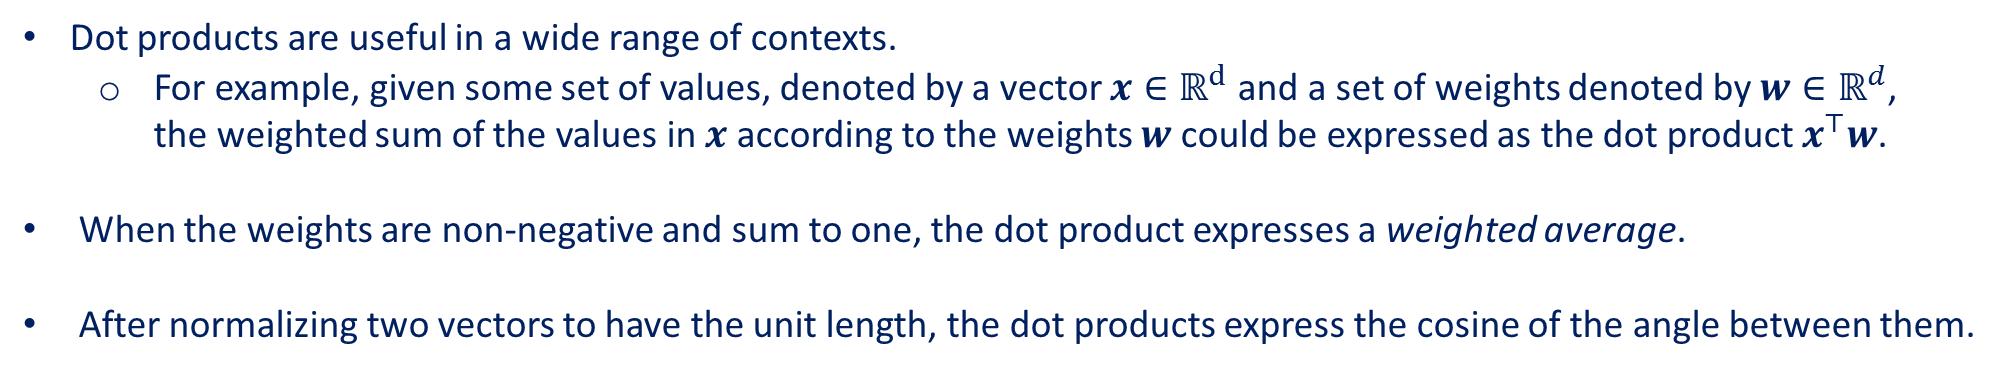 • Dot products are useful in a wide range of contexts.
○ For example, given some set of values, denoted by a vector 𝒙 ∈ ℝᵈ and a set of weights denoted by 𝒘 ∈ ℝᵈ,
the weighted sum of the values in 𝒙 according to the weights 𝒘 could be expressed as the dot product 𝒙⊤𝒘.
• When the weights are non-negative and sum to one, the dot product expresses a weighted average.
• After normalizing two vectors to have the unit length, the dot products express the cosine of the angle between them.